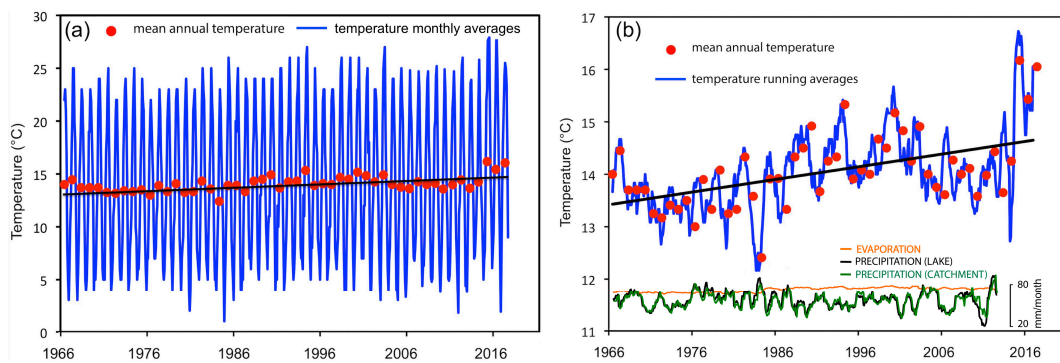 (a)
mean annual temperature
temperature monthly averages
Temperature (°C)
30
25
20
15
10
5
0
1966
1976
1986
1996
2006
2016
(b)
mean annual temperature
temperature running averages
Temperature (°C)
17
16
15
14
13
12
11
EVAPORATION
PRECIPITATION (LAKE)
PRECIPITATION (CATCHMENT)
80
20
mm/month
1966
1976
1986
1996
2006
2016